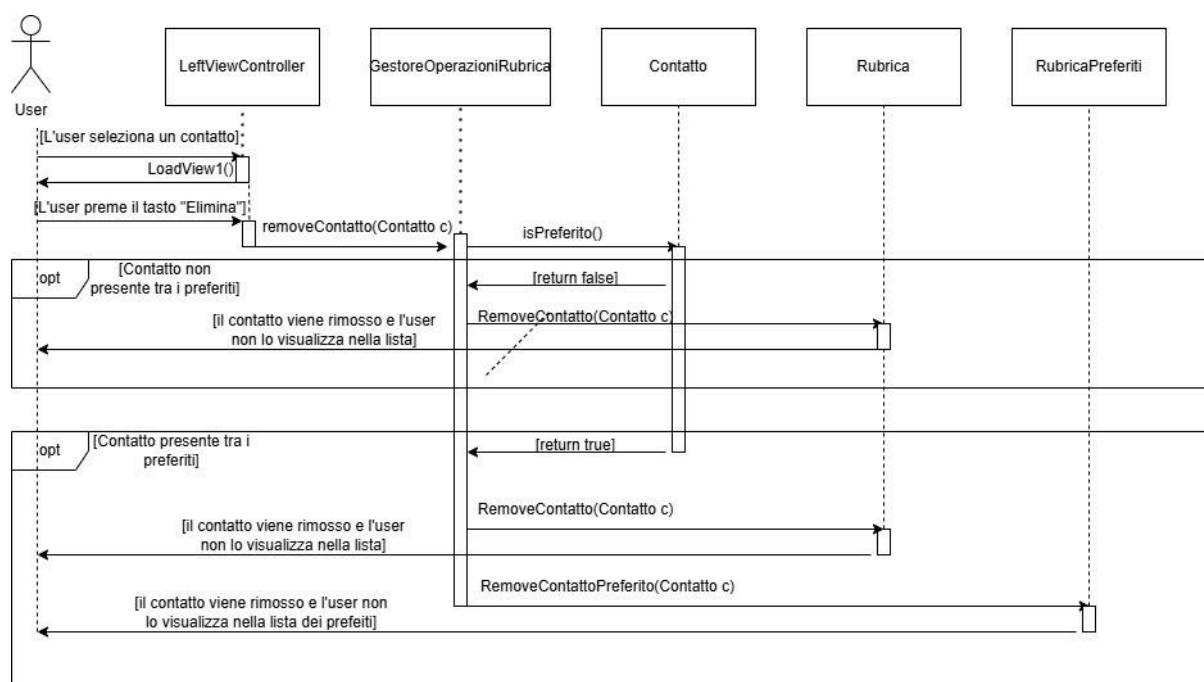 LeftViewController
GestoreOperazioniRubrica
Contatto
Rubrica
RubricaPreferiti
User
[L'user seleziona un contatto]
LoadView1()
[L'user preme il tasto "Elimina"]
removeContatto(Contatto c)
isPreferito()
opt
[Contatto non
presente tra i preferiti]
[return false]
RemoveContatto(Contatto c)
[il contatto viene rimosso e l'user
non lo visualizza nella lista]
opt
[Contatto presente tra i
preferiti]
[return true]
RemoveContatto(Contatto c)
[il contatto viene rimosso e l'user
non lo visualizza nella lista]
RemoveContattoPreferito(Contatto c)
[il contatto viene rimosso e l'user non
lo visualizza nella lista dei prefeiti]